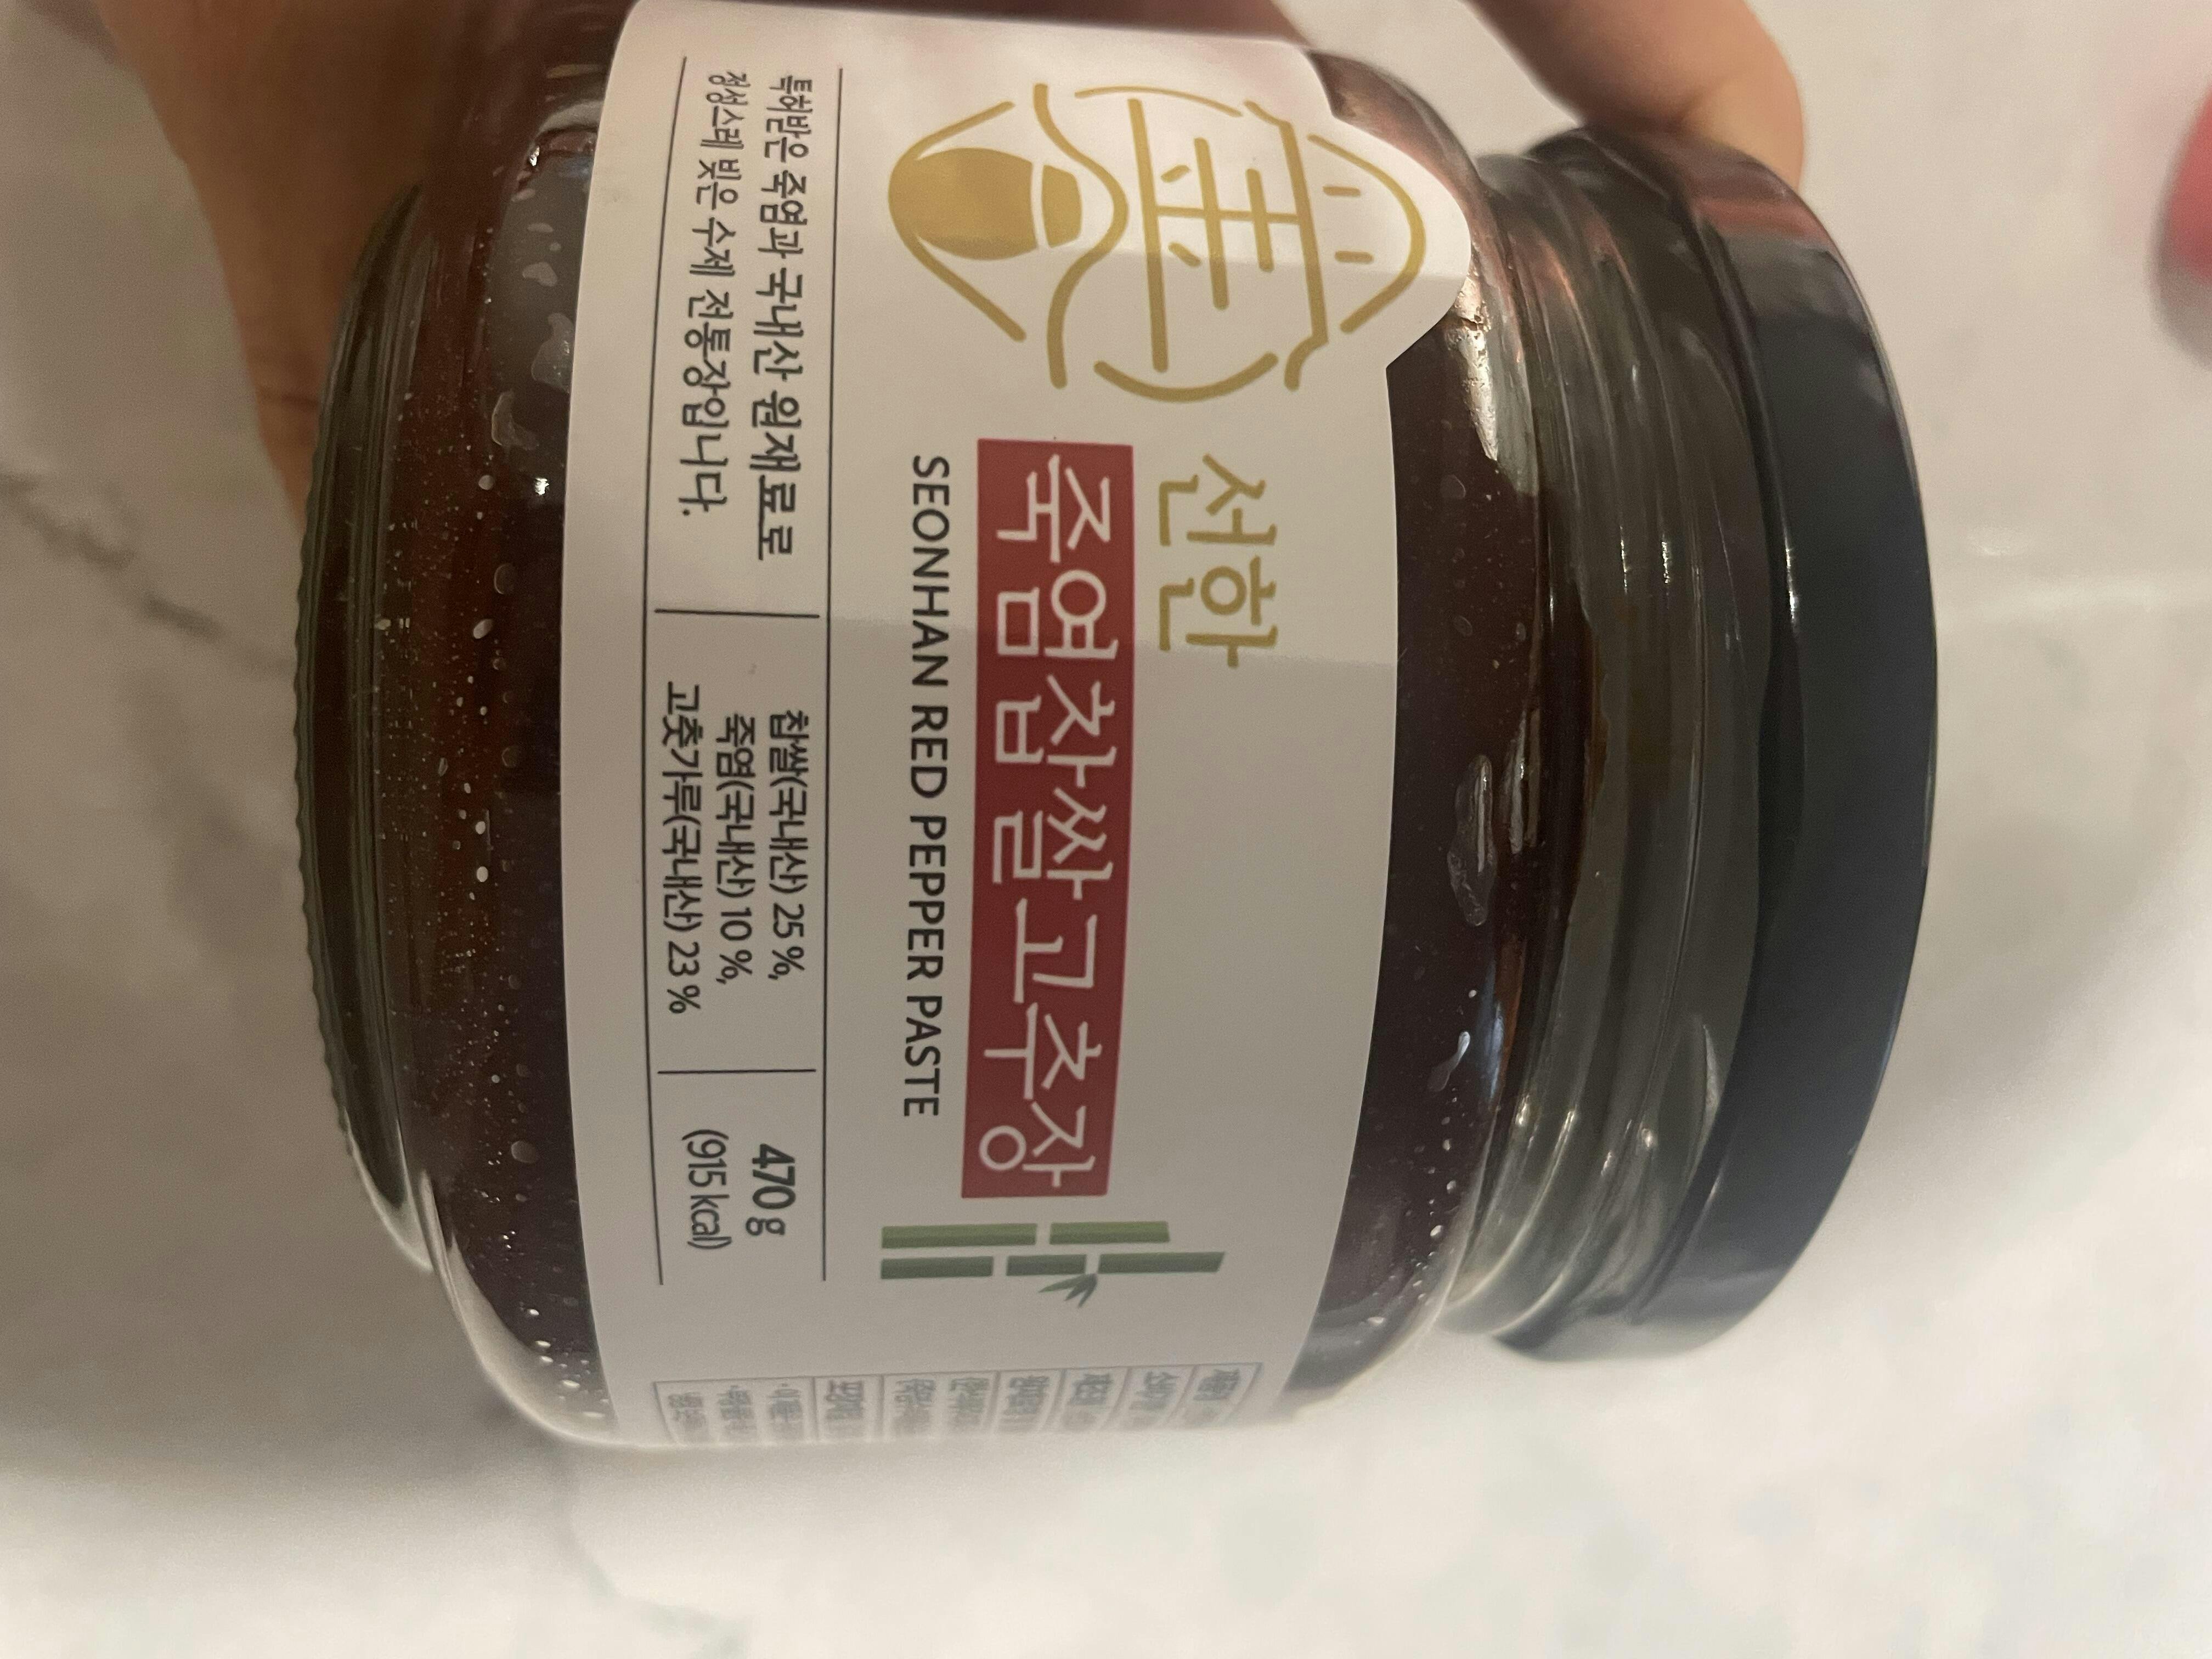 선한
죽염찹쌀고추장
SEONHAN RED PEPPER PASTE
특허받은 죽염과 국내산 원재료로
정성스레 빚은 수제 전통장입니다.
찹쌀(국내산) 25 %,
죽염(국내산) 10 %,
고춧가루(국내산) 23 %
470 g
(915 kcal)